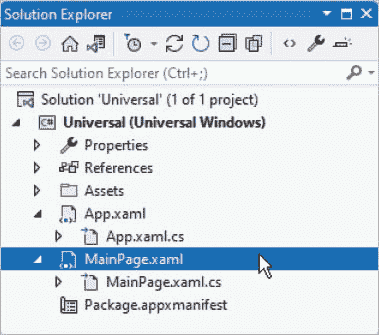 Solution Explorer
Search Solution Explorer (Ctrl+;)
Solution 'Universal' (1 of 1 project)
C# Universal (Universal Windows)
Properties
References
Assets
App.xaml
App.xaml.cs
MainPage.xaml
MainPage.xaml.cs
Package.appxmanifest